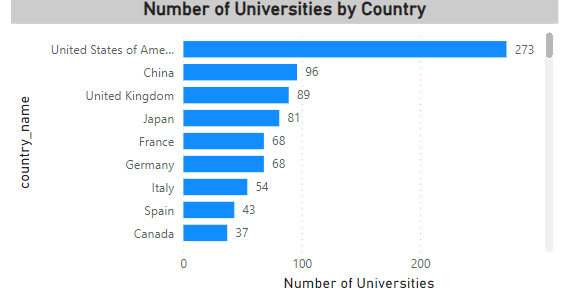 Number of Universities by Country
United States of Ame... 273
China 96
United Kingdom 89
Japan 81
France 68
Germany 68
Italy 54
Spain 43
Canada 37
country_name
0 100 200
Number of Universities